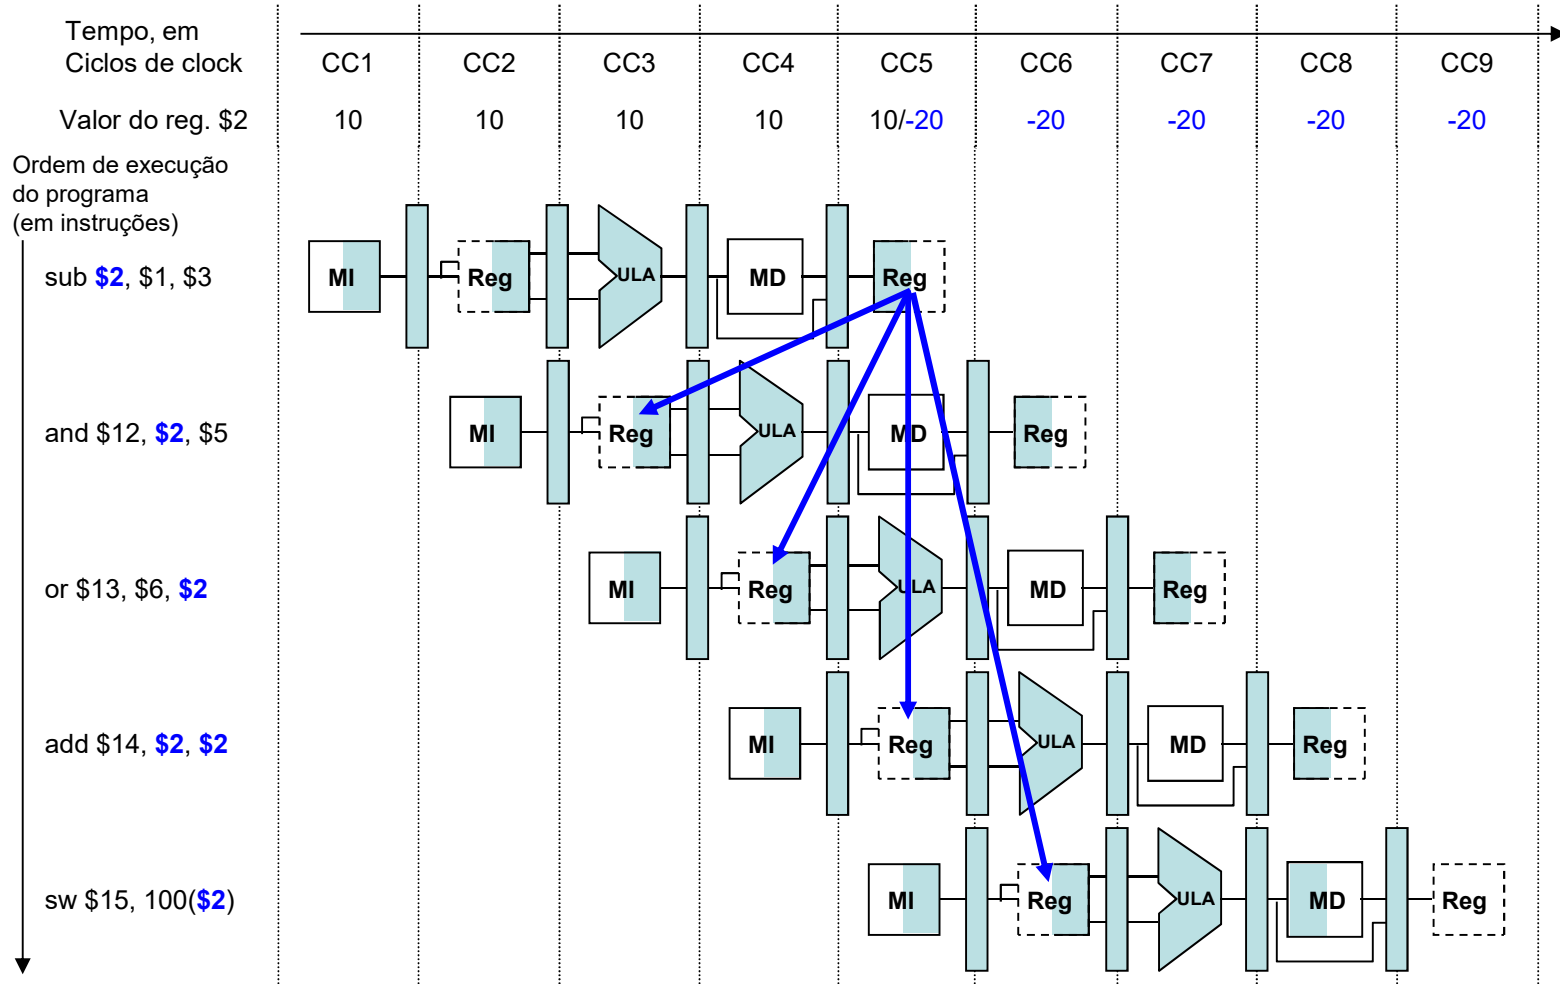 Tempo, em
Ciclos de clock
CC1 CC2 CC3 CC4 CC5 CC6 CC7 CC8 CC9
Valor do reg. $2 10 10 10 10 10/-20 -20 -20 -20 -20
Ordem de execução
do programa
(em instruções)
sub $2, $1, $3 MI Reg ULA MD Reg
and $12, $2, $5 MI Reg ULA MD Reg
or $13, $6, $2 MI Reg ULA MD Reg
add $14, $2, $2 MI Reg ULA MD Reg
sw $15, 100($2) MI Reg ULA MD Reg